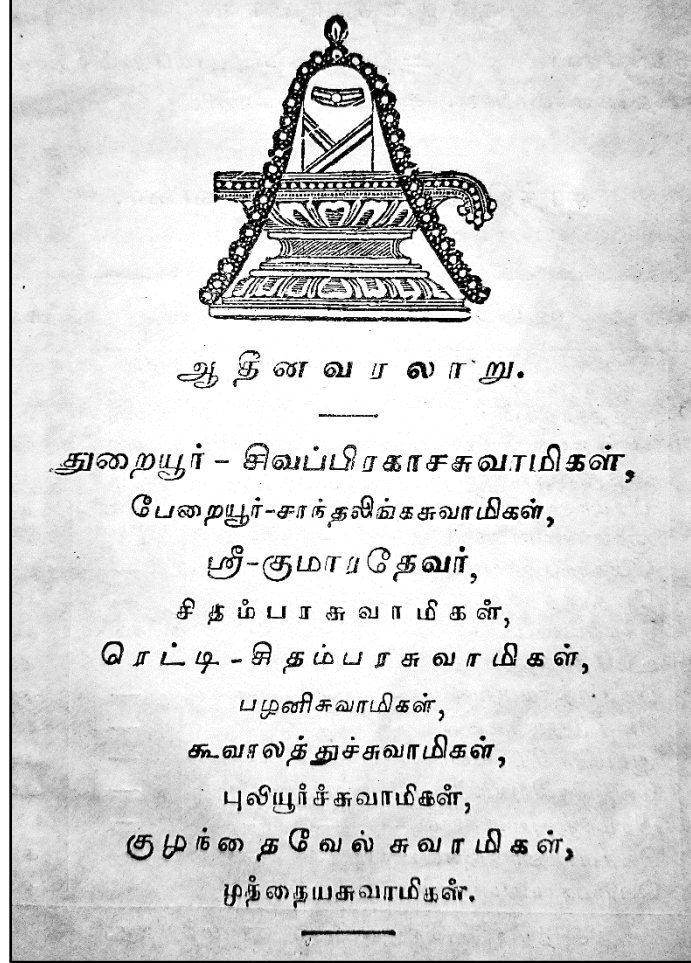 ஆதீனவரலாறு.
துறையூர் - சிவப்பிரகாசசுவாமிகள்,
பேறையூர்-சாந்தலிங்கசுவாமிகள்,
ஸ்ரீ-குமாரதேவர்,
சிதம்பரசுவாமிகள்,
ரெட்டி - சிதம்பரசுவாமிகள்,
பழனிசுவாமிகள்,
கூவாலத்துச்சுவாமிகள்,
புலியூர்ச்சுவாமிகள்,
குழந்தைவேல் சுவாமிகள்,
முத்தையசுவாமிகள்.